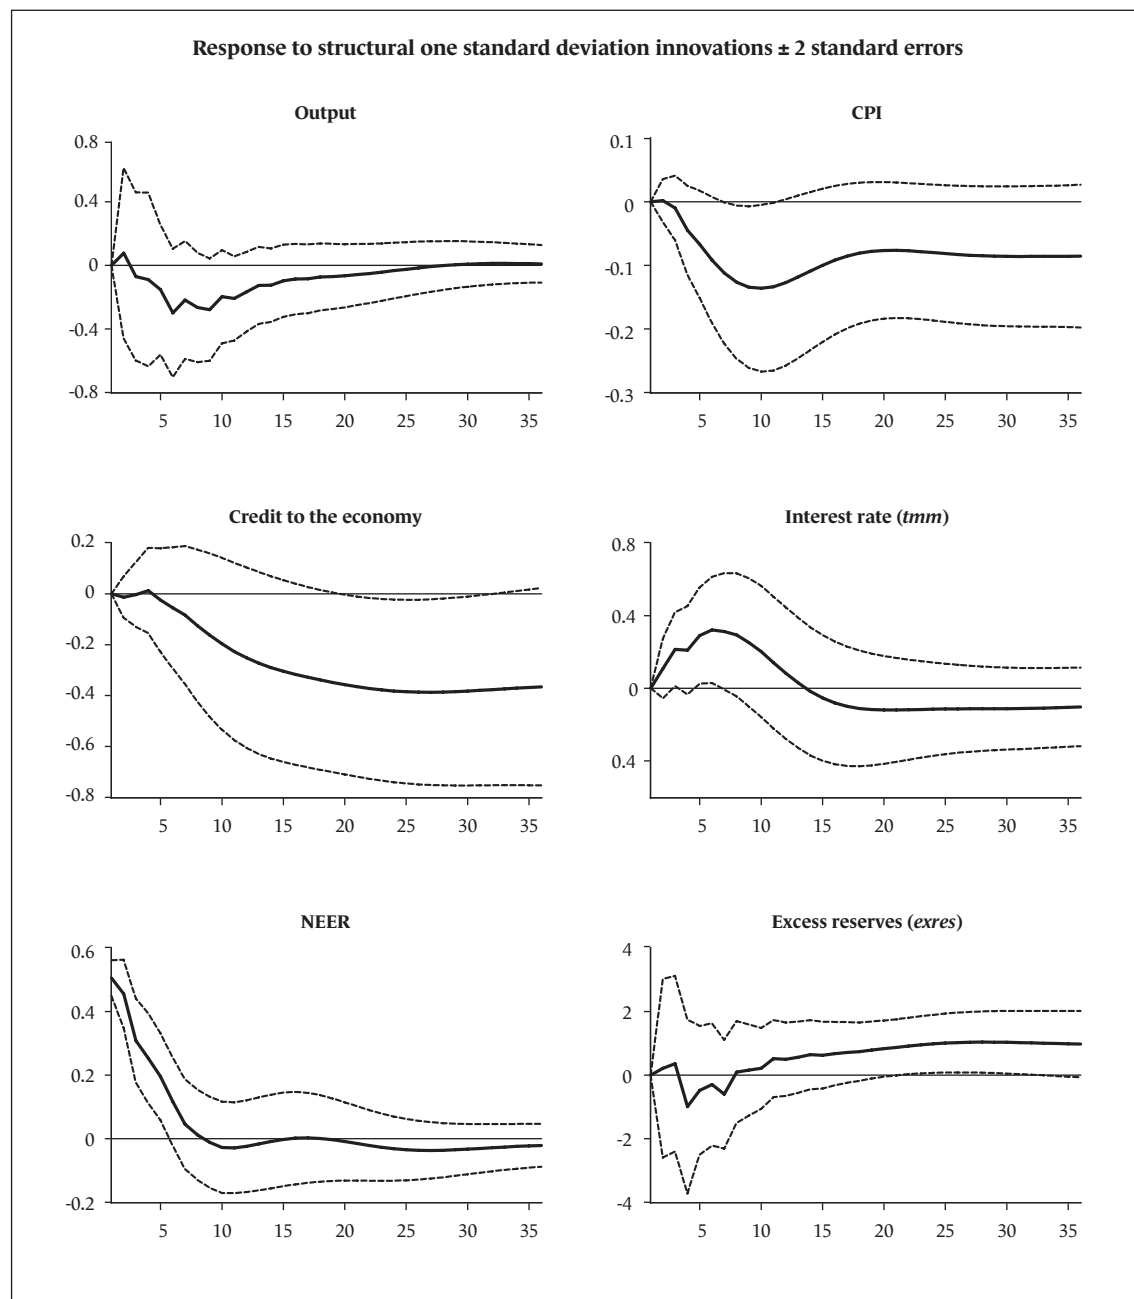 Response to structural one standard deviation innovations ± 2 standard errors
Output
0.8
0.4
0
-0.4
-0.8
5 10 15 20 25 30 35
CPI
0.1
0
-0.1
-0.2
-0.3
5 10 15 20 25 30 35
Credit to the economy
0.2
0
-0.2
-0.4
-0.6
-0.8
5 10 15 20 25 30 35
Interest rate (tmm)
0.8
0.4
0
0.4
5 10 15 20 25 30 35
NEER
0.6
0.4
0.2
0
-0.2
5 10 15 20 25 30 35
Excess reserves (exres)
4
2
0
-2
-4
5 10 15 20 25 30 35